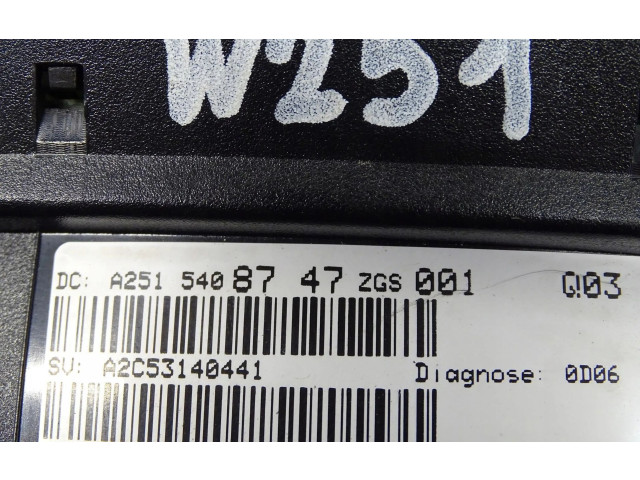 W251
DC: A251 540 87 47 ZGS 001 Q03
SV: A2C53140441 Diagnose: 0D06